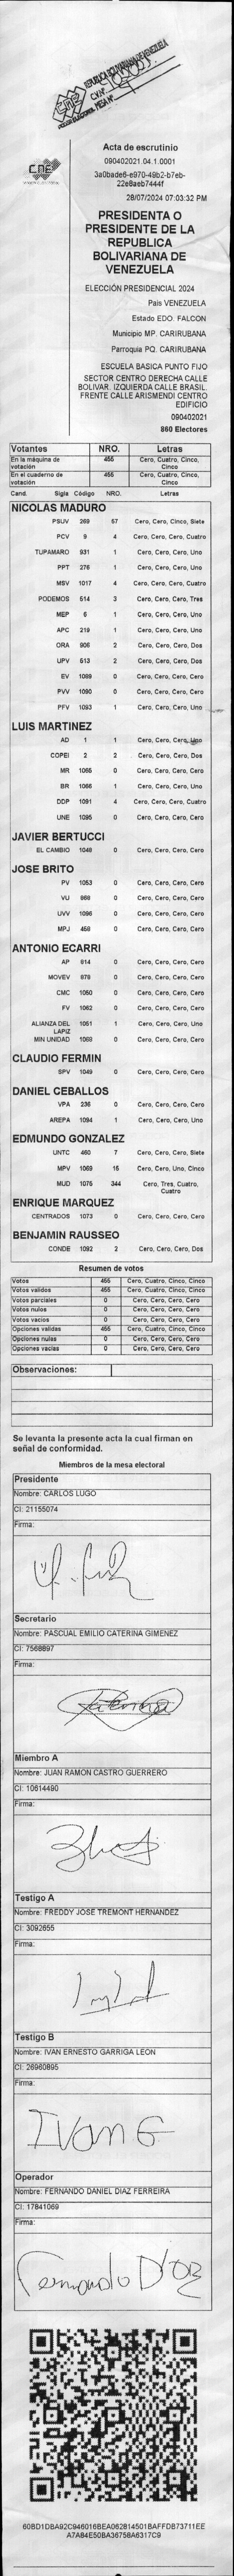 REPUBLICA BOLIVARIANA DE VENEZUELA
CNE
CNE
Acta de escrutinio
090402021.04.1.0001
3a0bade6-e970-49b2-b7eb-
22e8aeb7444f
28/07/2024 07:03:32 PM
PRESIDENTA O
PRESIDENTE DE LA
REPUBLICA
BOLIVARIANA DE
VENEZUELA
ELECCIÓN PRESIDENCIAL 2024
Pais VENEZUELA
Estado EDO. FALCON
Municipio MP. CARIRUBANA
Parroquia PQ. CARIRUBANA
ESCUELA BASICA PUNTO FIJO
SECTOR CENTRO DERECHA CALLE
BOLIVAR. IZQUIERDA CALLE BRASIL.
FRENTE CALLE ARISMENDI CENTRO
EDIFICIO
090402021
860 Electores
Votantes NRO. Letras
En la máquina de votación 455 Cero, Cuatro, Cinco, Cinco
En el cuaderno de votación 455 Cero, Cuatro, Cinco, Cinco
Cand. Sigla Código NRO. Letras
NICOLAS MADURO
PSUV 269 57 Cero, Cero, Cinco, Siete
PCV 9 4 Cero, Cero, Cero, Cuatro
TUPAMARO 931 1 Cero, Cero, Cero, Uno
PPT 276 1 Cero, Cero, Cero, Uno
MSV 1017 4 Cero, Cero, Cero, Cuatro
PODEMOS 514 3 Cero, Cero, Cero, Tres
MEP 6 1 Cero, Cero, Cero, Uno
APC 219 1 Cero, Cero, Cero, Uno
ORA 906 2 Cero, Cero, Cero, Dos
UPV 513 2 Cero, Cero, Cero, Dos
EV 1089 0 Cero, Cero, Cero, Cero
PVV 1090 0 Cero, Cero, Cero, Cero
PFV 1093 1 Cero, Cero, Cero, Uno
LUIS MARTINEZ
AD 1 1 Cero, Cero, Cero, Uno
COPEI 2 2 Cero, Cero, Cero, Dos
MR 1065 0 Cero, Cero, Cero, Cero
BR 1066 1 Cero, Cero, Cero, Uno
DDP 1091 4 Cero, Cero, Cero, Cuatro
UNE 1095 0 Cero, Cero, Cero, Cero
JAVIER BERTUCCI
EL CAMBIO 1048 0 Cero, Cero, Cero, Cero
JOSE BRITO
PV 1053 0 Cero, Cero, Cero, Cero
VU 868 0 Cero, Cero, Cero, Cero
UVV 1096 0 Cero, Cero, Cero, Cero
MPJ 458 0 Cero, Cero, Cero, Cero
ANTONIO ECARRI
AP 814 0 Cero, Cero, Cero, Cero
MOVEV 879 0 Cero, Cero, Cero, Cero
CMC 1050 0 Cero, Cero, Cero, Cero
FV 1062 0 Cero, Cero, Cero, Cero
ALIANZA DEL LÁPIZ 1051 1 Cero, Cero, Cero, Uno
MIN UNIDAD 1069 0 Cero, Cero, Cero, Cero
CLAUDIO FERMIN
SPV 1049 0 Cero, Cero, Cero, Cero
DANIEL CEBALLOS
VPA 236 0 Cero, Cero, Cero, Cero
AREPA 1094 1 Cero, Cero, Cero, Uno
EDMUNDO GONZALEZ
UNTC 460 7 Cero, Cero, Cero, Siete
MPV 1069 15 Cero, Cero, Uno, Cinco
MUD 1075 344 Cero, Tres, Cuatro, Cuatro
ENRIQUE MARQUEZ
CENTRADOS 1073 0 Cero, Cero, Cero, Cero
BENJAMIN RAUSSEO
CONDE 1092 2 Cero, Cero, Cero, Dos
Resumen de votos
Votos 455 Cero, Cuatro, Cinco, Cinco
Votos validos 455 Cero, Cuatro, Cinco, Cinco
Votos parciales 0 Cero, Cero, Cero, Cero
Votos nulos 0 Cero, Cero, Cero, Cero
Votos vacios 0 Cero, Cero, Cero, Cero
Opciones validas 455 Cero, Cuatro, Cinco, Cinco
Opciones nulas 0 Cero, Cero, Cero, Cero
Opciones vacias 0 Cero, Cero, Cero, Cero
Observaciones:
Se levanta la presente acta la cual firman en
señal de conformidad.
Miembros de la mesa electoral
Presidente
Nombre: CARLOS LUGO
CI: 21155074
Firma:
Secretario
Nombre: PASCUAL EMILIO CATERINA GIMENEZ
CI: 7568897
Firma:
Miembro A
Nombre: JUAN RAMON CASTRO GUERRERO
CI: 10614490
Firma:
Testigo A
Nombre: FREDDY JOSE TREMONT HERNANDEZ
CI: 3092655
Firma:
Testigo B
Nombre: IVAN ERNESTO GARRIGA LEON
CI: 26960895
Firma:
Ivan G
Operador
Nombre: FERNANDO DANIEL DIAZ FERREIRA
CI: 17841069
Firma:
Fernando Diaz
60BD1DBA92C946016BEA062814501BAFFDB73711EE
A7A84E50BA36758A6317C9